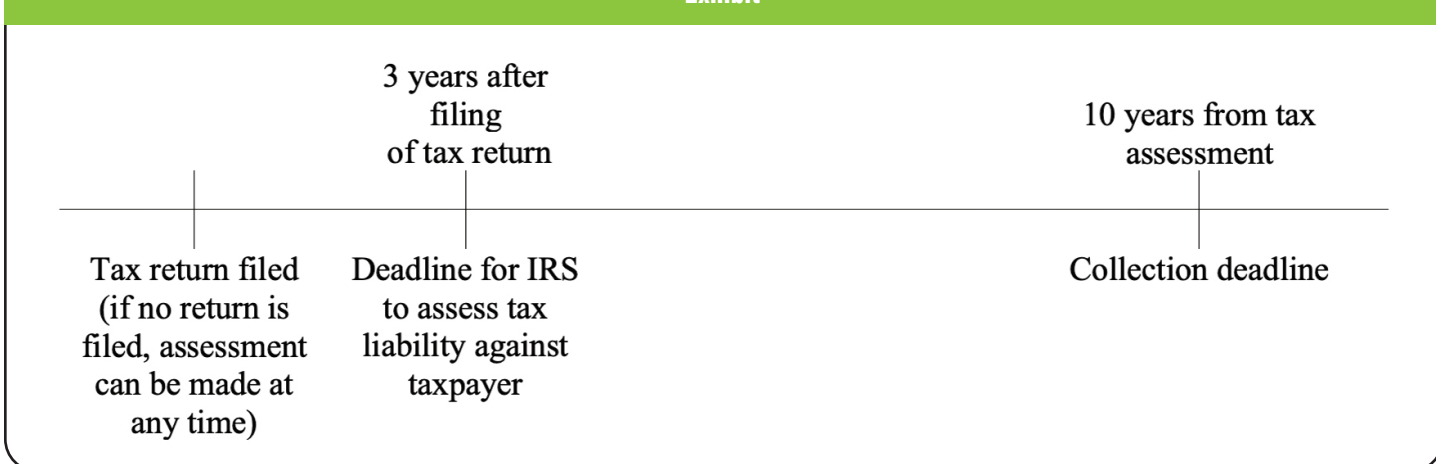 3 years after
filing
of tax return
10 years from tax
assessment
Tax return filed
(if no return is
filed, assessment
can be made at
any time)
Deadline for IRS
to assess tax
liability against
taxpayer
Collection deadline